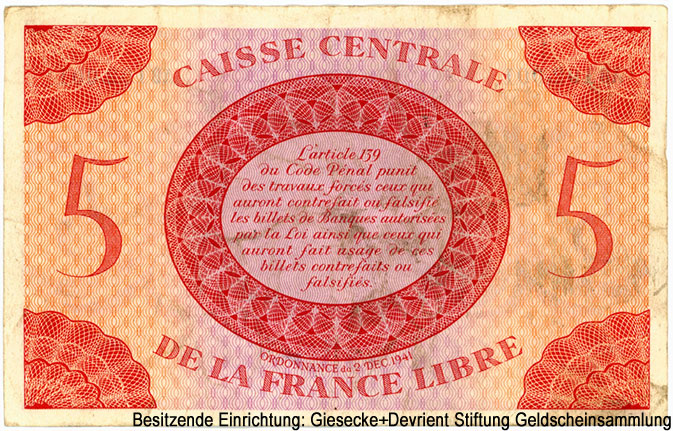 CAISSE CENTRALE
5
L'article 139
du Code Pénal punit
des travaux forcés ceux qui
auront contrefait ou falsifié
les billets de Banques autorisées
par la Loi ainsi que ceux qui
auront fait usage de ces
billets contrefaits ou
falsifiés.
5
ORDONNANCE du 2 DEC 1941
DE LA FRANCE LIBRE
Besitzende Einrichtung: Giesecke+Devrient Stiftung Geldscheinsammlung